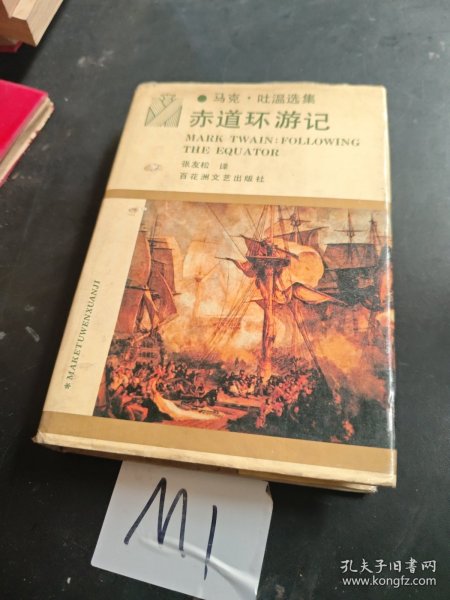 ● 马克·吐温选集
赤道环游记
MARK TWAIN: FOLLOWING
THE EQUATOR
张友松 译
百花洲文艺出版社
* MAKETUWENXUANJI
M1
孔夫子旧书网
www.kongfz.com